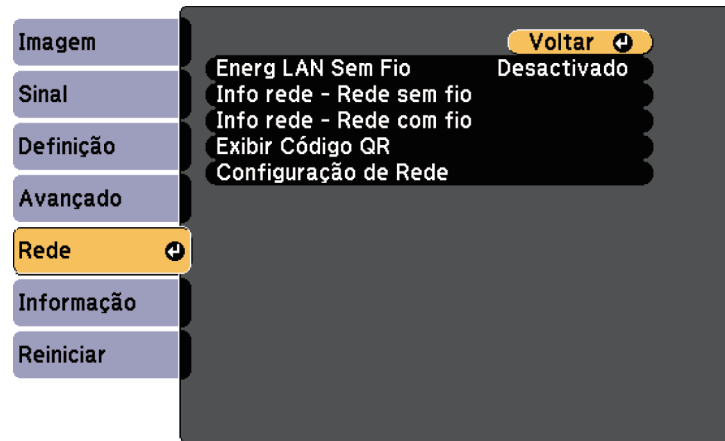 Imagem
Sinal
Definição
Avançado
Rede
Informação
Reiniciar
Voltar
Energ LAN Sem Fio Desactivado
Info rede - Rede sem fio
Info rede - Rede com fio
Exibir Código QR
Configuração de Rede